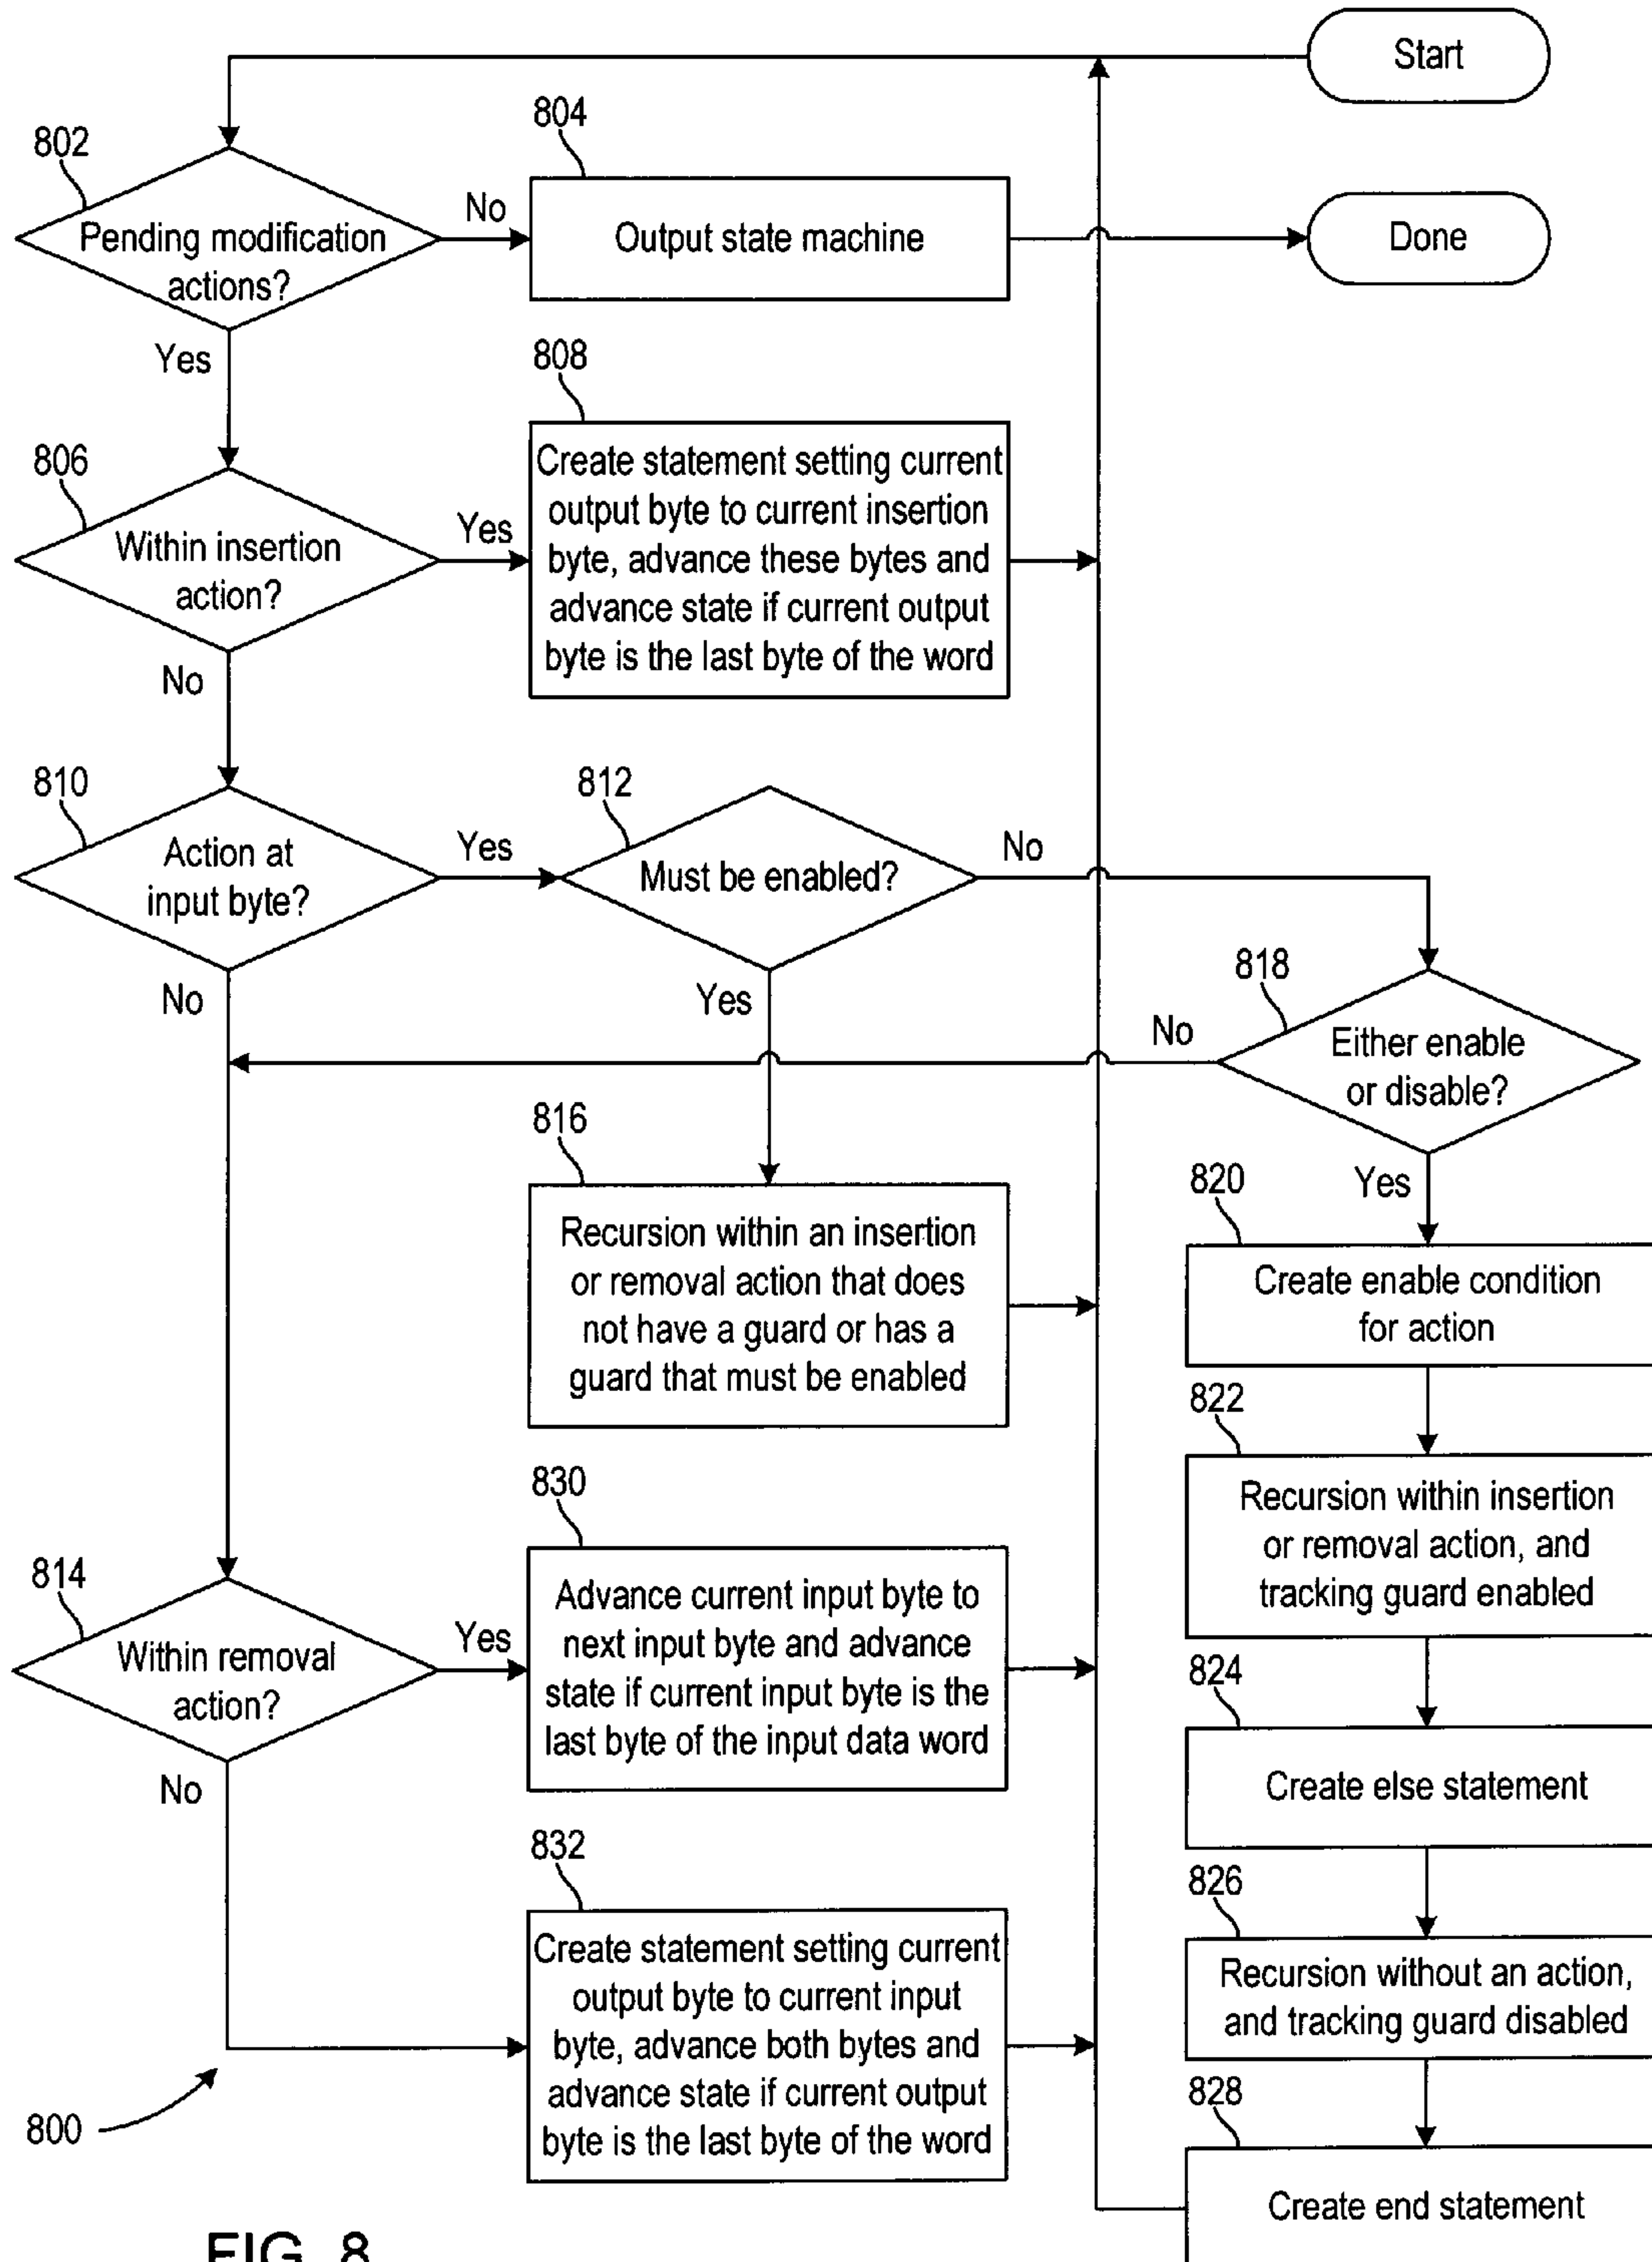 Start
804
802
No
Pending modification
actions?
Output state machine
Done
Yes
808
806
Within insertion
action?
Yes
Create statement setting current
output byte to current insertion
byte, advance these bytes and
advance state if current output
byte is the last byte of the word
No
810
812
Action at
input byte?
Yes
Must be enabled?
No
No
Yes
818
No
Either enable
or disable?
816
Yes
820
Recursion within an insertion
or removal action that does
not have a guard or has a
guard that must be enabled
Create enable condition
for action
822
Recursion within insertion
or removal action, and
tracking guard enabled
830
814
Within removal
action?
Yes
Advance current input byte to
next input byte and advance
state if current input byte is the
last byte of the input data word
824
Create else statement
No
832
826
Create statement setting current
output byte to current input
byte, advance both bytes and
advance state if current output
byte is the last byte of the word
Recursion without an action,
and tracking guard disabled
828
800
Create end statement
FIG. 8